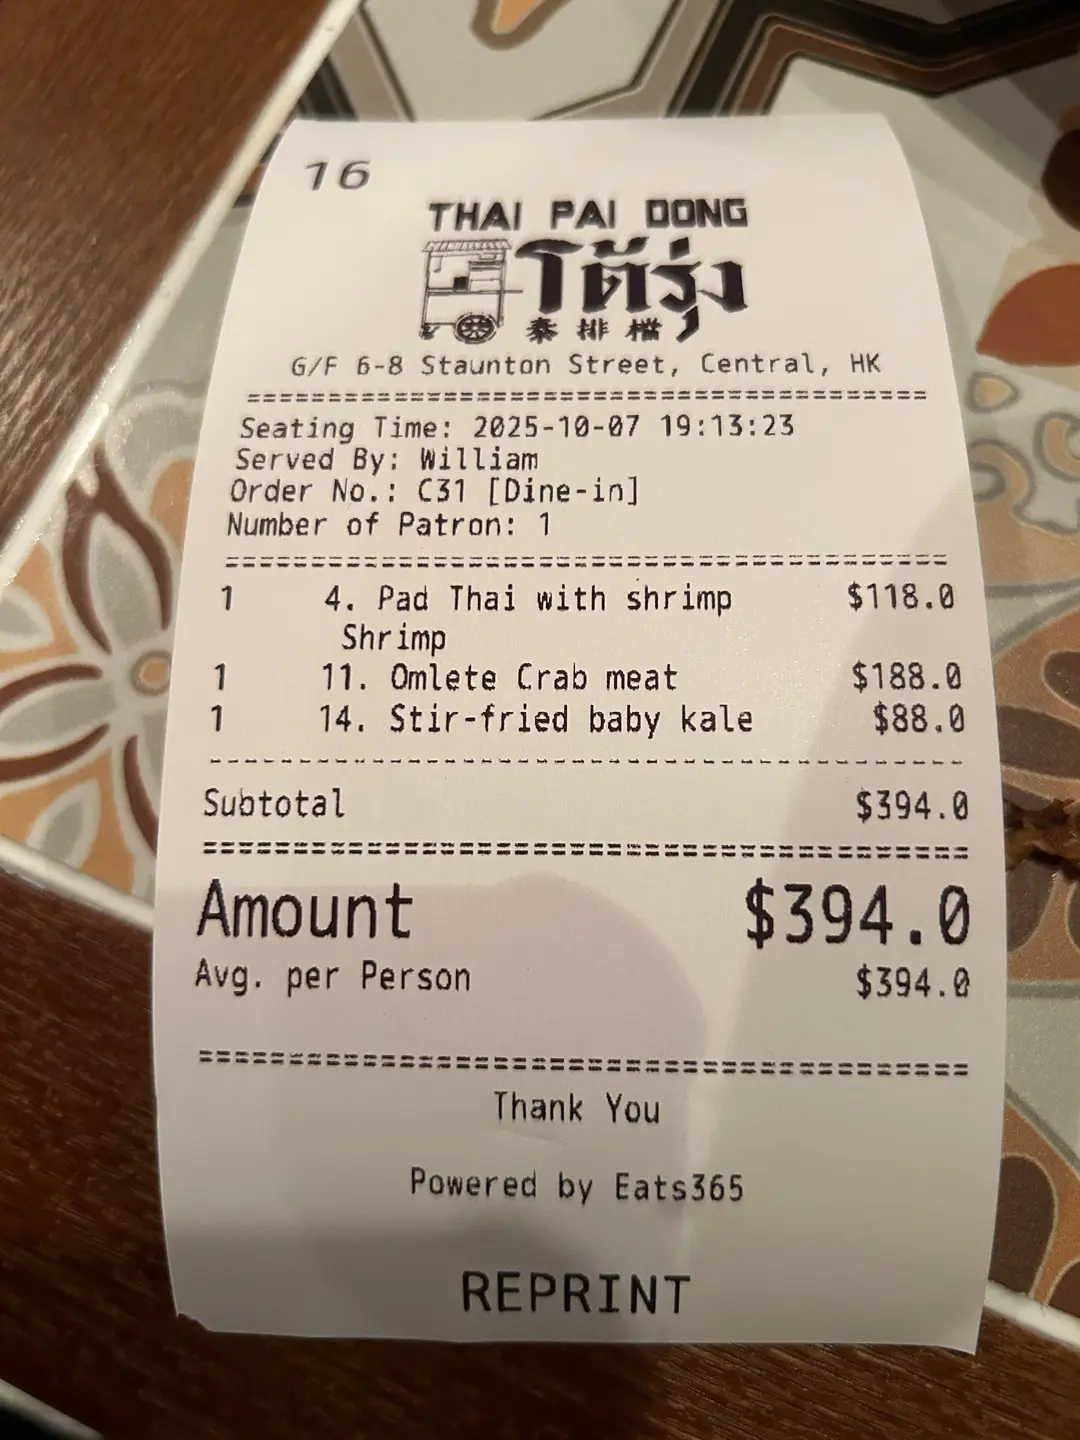 16
THAI PAI DONG
โต้รุ่ง
泰排檔
G/F 6-8 Staunton Street, Central, HK
========================================
Seating Time: 2025-10-07 19:13:23
Served By: William
Order No.: C31 [Dine-in]
Number of Patron: 1
========================================
1 4. Pad Thai with shrimp $118.0
Shrimp
1 11. Omlete Crab meat $188.0
1 14. Stir-fried baby kale $88.0
----------------------------------------
Subtotal $394.0
========================================
Amount $394.0
Avg. per Person $394.0
========================================
Thank You
Powered by Eats365
REPRINT